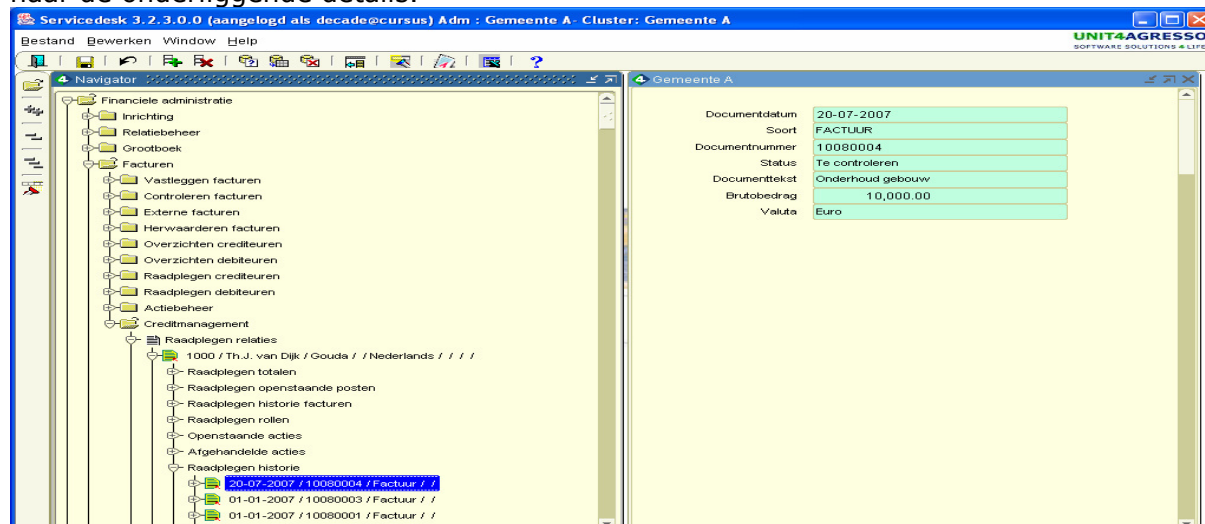 naar de onderliggende details.
Servicedesk 3.2.3.0.0 (aangelogd als decade@cursus) Adm : Gemeente A- Cluster: Gemeente A
Bestand Bewerken Window Help
UNIT4AGRESSO
SOFTWARE SOLUTIONS 4 LIFE
Navigator
Financiele administratie
Inrichting
Relatiebeheer
Grootboek
Facturen
Vastleggen facturen
Controleren facturen
Externe facturen
Herwaarderen facturen
Overzichten crediteuren
Overzichten debiteuren
Raadplegen crediteuren
Raadplegen debiteuren
Actiebeheer
Creditmanagement
Raadplegen relaties
1000 / Th.J. van Dijk / Gouda / / Nederlands / / / /
Raadplegen totalen
Raadplegen openstaande posten
Raadplegen historie facturen
Raadplegen rollen
Openstaande acties
Afgehandelde acties
Raadplegen historie
20-07-2007 / 10080004 / Factuur / /
01-01-2007 / 10080003 / Factuur / /
01-01-2007 / 10080001 / Factuur / /
Gemeente A
Documentdatum 20-07-2007
Soort FACTUUR
Documentnummer 10080004
Status Te controleren
Documenttekst Onderhoud gebouw
Brutobedrag 10,000.00
Valuta Euro